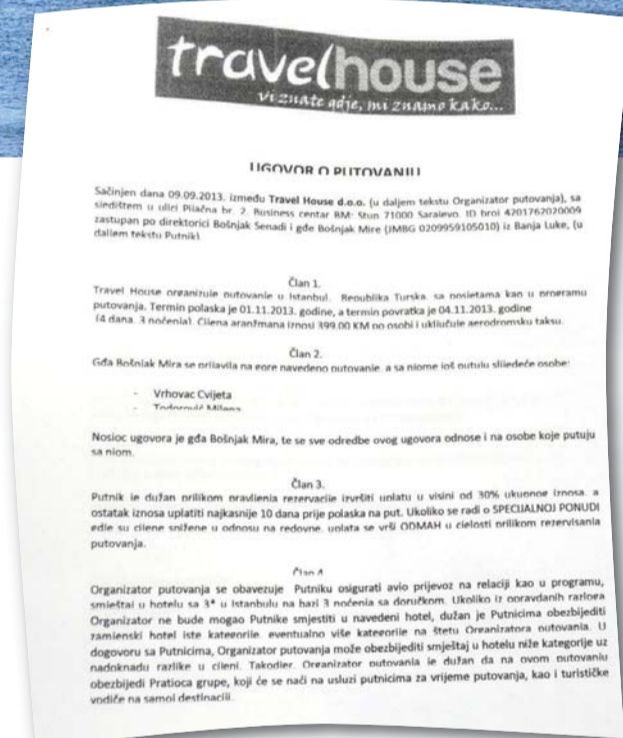 travelhouse
vi znate gdje, mi znamo kako...
UGOVOR O PUTOVANJU
Sačinjen dana 09.09.2013. između Travel House d.o.o. (u daljem tekstu Organizator putovanja), sa
sjedištem u ulici Pilačna br. 2. Business centar BM: Stun 71000 Sarajevo. ID broj 4201762020009
zastupan po direktorici Bošnjak Senadi i gđe Bošnjak Mire (JMBG 0209959105010) iz Banja Luke, (u
daljem tekstu Putnik).
Član 1.
Travel House organizuje putovanje u Istanbul. Republika Turska. sa posjetama kao u programu
putovanja. Termin polaska je 01.11.2013. godine, a termin povratka je 04.11.2013. godine
(4 dana. 3 noćenja). Cijena aranžmana iznosi 399.00 KM po osobi i uključuje aerodromsku taksu.
Član 2.
Gđa Bošnjak Mira se prijavila na gore navedeno putovanje. a sa njome još putuju slijedeće osobe:
- Vrhovac Cvijeta
- Todorović Milana
Nosioc ugovora je gđa Bošnjak Mira, te se sve odredbe ovog ugovora odnose i na osobe koje putuju
sa njom.
Član 3.
Putnik je dužan prilikom pravljenja rezervacije izvršiti uplatu u visini od 30% ukupnog iznosa. a
ostatak iznosa uplatiti najkasnije 10 dana prije polaska na put. Ukoliko se radi o SPECIJALNOJ PONUDI
gdje su cijene snižene u odnosu na redovne. uplata se vrši ODMAH u cjelosti prilikom rezervisanja
putovanja.
Član 4
Organizator putovanja se obavezuje Putniku osigurati avio prijevoz na relaciji kao u programu,
smještaj u hotelu sa 3* u Istanbulu na bazi 3 noćenja sa doručkom. Ukoliko iz opravdanih razloga
Organizator ne bude mogao Putnike smjestiti u navedeni hotel, dužan je Putnicima obezbijediti
zamjenski hotel iste kategorije. eventualno više kategorije na štetu Organizatora putovanja. U
dogovoru sa Putnicima, Organizator putovanja može obezbijediti smještaj u hotelu niže kategorije uz
nadoknadu razlike u cijeni. Također. Organizator putovanja je dužan da na ovom putovanju
obezbijedi Pratioca grupe, koji će se naći na usluzi putnicima za vrijeme putovanja, kao i turističke
vodiče na samoj destinaciji.